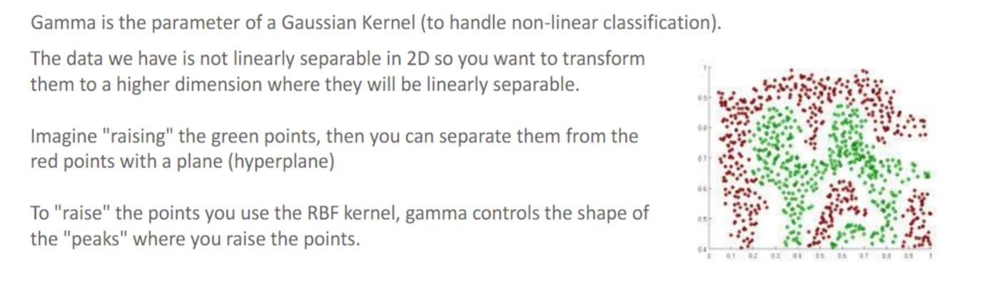 Gamma is the parameter of a Gaussian Kernel (to handle non-linear classification).
The data we have is not linearly separable in 2D so you want to transform
them to a higher dimension where they will be linearly separable.
Imagine "raising" the green points, then you can separate them from the
red points with a plane (hyperplane)
To "raise" the points you use the RBF kernel, gamma controls the shape of
the "peaks" where you raise the points.
1
0.9
0.8
0.7
0.6
0.5
0.4
0 0.1 0.2 0.3 0.4 0.5 0.6 0.7 0.8 0.9 1